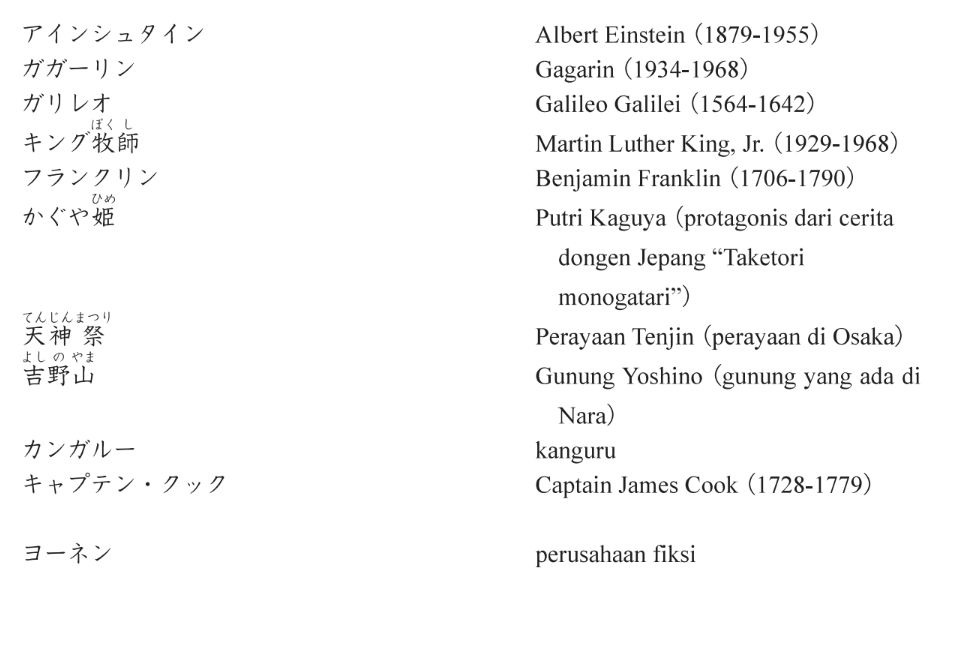 アインシュタイン Albert Einstein（1879-1955）
ガガーリン Gagarin（1934-1968）
ガリレオ Galileo Galilei（1564-1642）
ぼくし
キング牧師 Martin Luther King, Jr.（1929-1968）
フランクリン Benjamin Franklin（1706-1790）
ひめ
かぐや姫 Putri Kaguya（protagonis dari cerita
dongen Jepang “Taketori
monogatari”）
てんじんまつり
天神祭 Perayaan Tenjin（perayaan di Osaka）
よしのやま
吉野山 Gunung Yoshino（gunung yang ada di
Nara）
カンガルー kanguru
キャプテン・クック Captain James Cook（1728-1779）
ヨーネン perusahaan fiksi